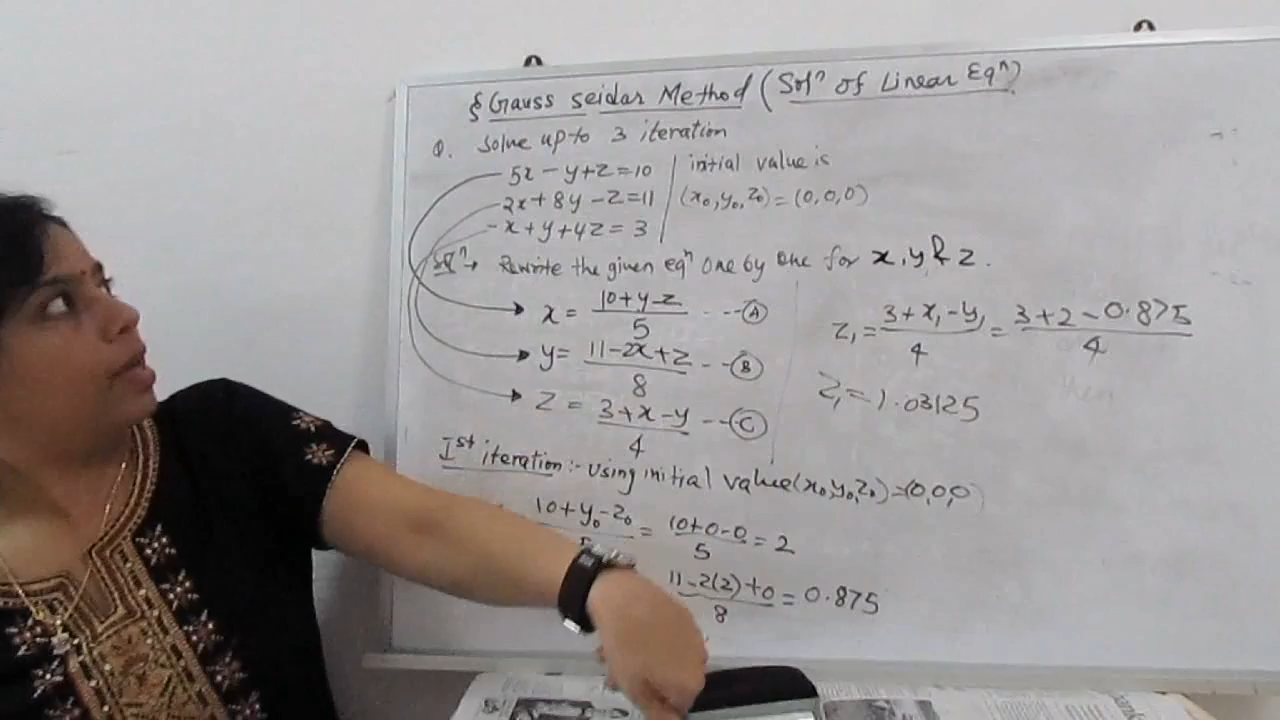 § Gauss seidar Method (Solⁿ of Linear Eqⁿ)
Q. Solve up to 3 iteration
5x - y + z = 10
2x + 8y - z = 11
-x + y + 4z = 3
initial value is
(x₀, y₀, z₀) = (0, 0, 0)
Solⁿ → Rewrite the given eqⁿ one by one for x, y & z.
x = (10 + y - z)/5 --- Ⓐ
y = (11 - 2x + z)/8 --- Ⓑ
z = (3 + x - y)/4 --- Ⓒ
Iˢᵗ iteration :- Using initial value (x₀, y₀, z₀) = (0, 0, 0)
(10 + y₀ - z₀)/5 = (10 + 0 - 0)/5 = 2
(11 - 2(2) + 0)/8 = 0.875
z₁ = (3 + x₁ - y₁)/4 = (3 + 2 - 0.875)/4
z₁ = 1.03125